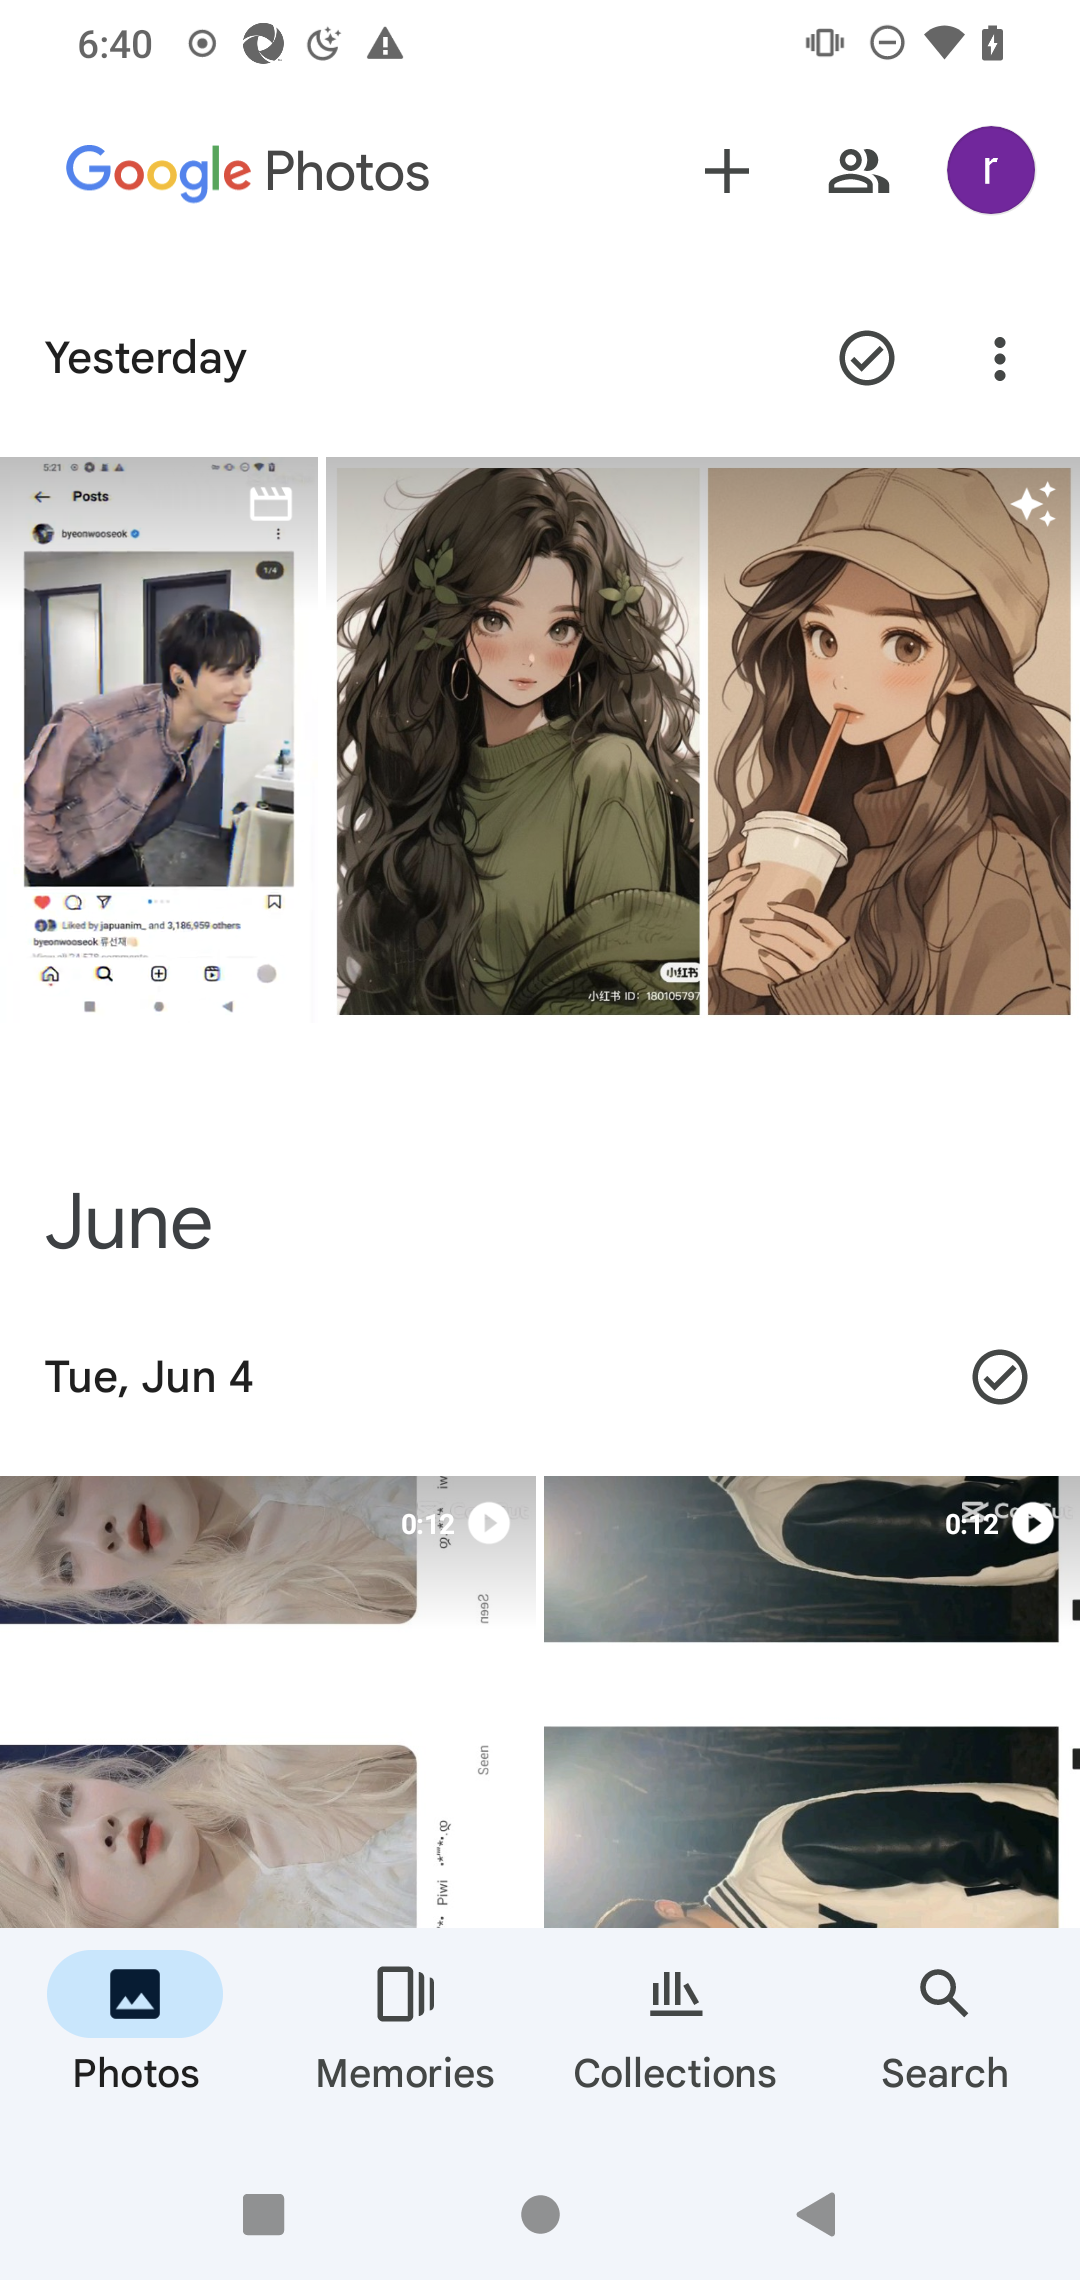 6:40
Google Photos
r
Yesterday
5:21
Posts
byeonwooseok
1/4
Liked by japuanim_ and 3,186,959 others
byeonwooseok 류선재
小红书
小红书 ID: 180105797
June
Tue, Jun 4
0:12
0:12
Seen
Seen
Piwi
Photos
Memories
Collections
Search